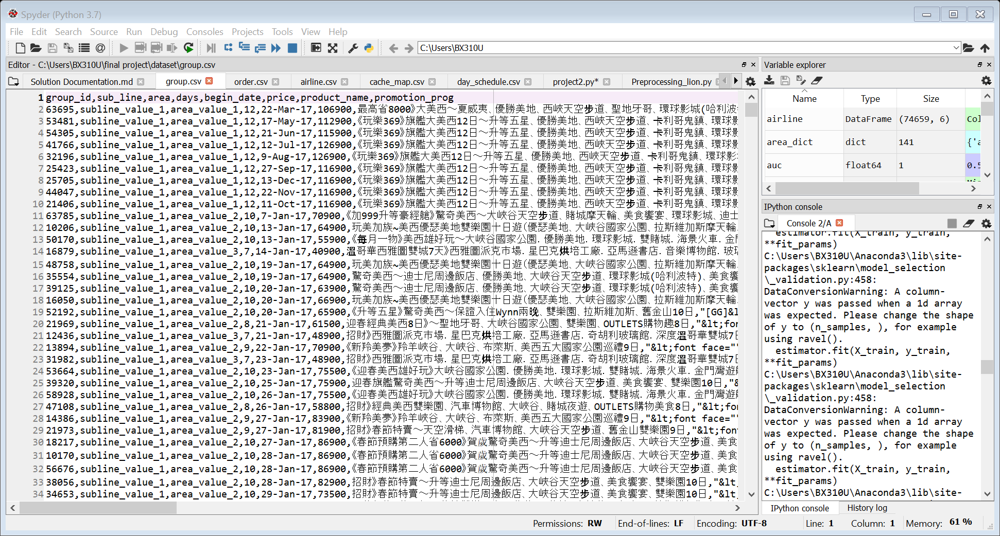 Spyder (Python 3.7)
File Edit Search Source Run Debug Consoles Projects Tools View Help
C:\Users\BX310U
Editor - C:\Users\BX310U\final project\dataset\group.csv
Solution Documentation.md group.csv order.csv airline.csv cache_map.csv day_schedule.csv project2.py* Preprocessing_lion.py
1 group_id,sub_line,area,days,begin_date,price,product_name,promotion_prog
2 63695,subline_value_1,area_value_1,12,22-Mar-17,106900,最高省8000》大美西～夏威夷、優勝美地、西峽天空步道、聖地牙哥、環球影城(哈利波
3 53481,subline_value_1,area_value_1,12,17-May-17,112900,《玩樂369》旗艦大美西12日～升等五星、優勝美地、西峽天空步道、卡利哥鬼鎮、環球影
4 54305,subline_value_1,area_value_1,12,21-Jun-17,115900,《玩樂369》旗艦大美西12日～升等五星、優勝美地、西峽天空步道、卡利哥鬼鎮、環球影
5 41766,subline_value_1,area_value_1,12,12-Jul-17,126900,《玩樂369》旗艦大美西12日～升等五星、優勝美地、西峽天空步道、卡利哥鬼鎮、環球影
6 32196,subline_value_1,area_value_1,12,9-Aug-17,126900,《玩樂369》旗艦大美西12日～升等五星、優勝美地、西峽天空步道、卡利哥鬼鎮、環球影
7 25423,subline_value_1,area_value_1,12,27-Sep-17,116900,《玩樂369》旗艦大美西12日～升等五星、優勝美地、西峽天空步道、卡利哥鬼鎮、環球影
8 25705,subline_value_1,area_value_1,12,13-Dec-17,116900,《玩樂369》旗艦大美西12日～升等五星、優勝美地、西峽天空步道、卡利哥鬼鎮、環球影
9 44047,subline_value_1,area_value_1,12,22-Nov-17,116900,《玩樂369》旗艦大美西12日～升等五星、優勝美地、西峽天空步道、卡利哥鬼鎮、環球影
10 21406,subline_value_1,area_value_1,12,11-Oct-17,116900,《玩樂369》旗艦大美西12日～升等五星、優勝美地、西峽天空步道、卡利哥鬼鎮、環球影
11 63785,subline_value_1,area_value_2,10,7-Jan-17,70900,《加999升等豪經艙》驚奇美西～大峽谷天空步道、賭城摩天輪、美食饗宴、環球影城、迪士
12 10206,subline_value_1,area_value_2,10,13-Jan-17,64900,玩美加族~美西優瑟美地雙樂園十日遊(優瑟美地、大峽谷國家公園、拉斯維加斯摩天輪
13 50170,subline_value_1,area_value_2,10,13-Jan-17,55900,《每月一物》美西雄好玩～大峽谷國家公園.優勝美地.環球影城.雙賭城.海景火車.金門
14 16879,subline_value_1,area_value_3,7,14-Jan-17,40900,溫哥華西雅圖雙城7天》西雅圖派克市場.星巴克烘培工廠.亞馬遜書店.音樂博物館.玻璃
15 48758,subline_value_1,area_value_2,10,19-Jan-17,64900,玩美加族~美西優瑟美地雙樂園十日遊(優瑟美地、大峽谷國家公園、拉斯維加斯摩天輪
16 35554,subline_value_1,area_value_2,10,19-Jan-17,64900,驚奇美西～迪士尼周邊飯店、優勝美地、大峽谷天空步道、環球影城(哈利波特)、美食饗
17 39125,subline_value_1,area_value_2,10,20-Jan-17,63900,驚奇美西～迪士尼周邊飯店、優勝美地、大峽谷天空步道、環球影城(哈利波特)、美食饗
18 16050,subline_value_1,area_value_2,10,20-Jan-17,66900,玩美加族~美西優瑟美地雙樂園十日遊(優瑟美地、大峽谷國家公園、拉斯維加斯摩天輪
19 52192,subline_value_1,area_value_2,10,20-Jan-17,65900,《升等五星》驚奇美西～保證入住Wynn兩晚、雙樂園、拉斯維加斯、舊金山10日,"[GG]&l
20 21969,subline_value_1,area_value_2,8,21-Jan-17,61500,迎春經典美西8日》～聖地牙哥、大峽谷國家公園、雙樂園、OUTLETS購物趣8日,"&lt;font
21 12436,subline_value_1,area_value_3,7,21-Jan-17,48900,招財》西雅圖派克市場.星巴克烘培工廠.亞馬遜書店.奇胡利玻璃館.深度溫哥華雙城7日
22 13894,subline_value_1,area_value_2,9,22-Jan-17,70900,《新羚美夢》羚羊峽谷、大峽谷、布萊斯、美西五大國家公園巡禮9日,"&lt;font face=""
23 31982,subline_value_1,area_value_3,7,23-Jan-17,48900,招財》西雅圖派克市場.星巴克烘培工廠.亞馬遜書店.奇胡利玻璃館.深度溫哥華雙城7日
24 53664,subline_value_1,area_value_2,10,23-Jan-17,75500,《迎春美西雄好玩》大峽谷國家公園.優勝美地.環球影城.雙賭城.海景火車.金門灣遊船
25 39320,subline_value_1,area_value_2,10,25-Jan-17,75900,迎春旗艦驚奇美西～升等迪士尼周邊飯店、大峽谷天空步道、美食饗宴、雙樂園10日,"&
26 58928,subline_value_1,area_value_2,10,26-Jan-17,75500,《迎春美西雄好玩》大峽谷國家公園.優勝美地.環球影城.雙賭城.海景火車.金門灣遊船
27 47108,subline_value_1,area_value_2,8,26-Jan-17,58800,招財》經典美西雙樂園、汽車博物館、大峽谷、賭城夜遊、OUTLETS購物美食8日,"&lt;fo
28 14386,subline_value_1,area_value_2,9,27-Jan-17,83900,《新羚美夢》羚羊峽谷、大峽谷、布萊斯、美西五大國家公園巡禮9日,"&lt;font face=""
29 21973,subline_value_1,area_value_2,9,27-Jan-17,81900,招財》春節特賣～天空滑梯、汽車博物館、大峽谷天空步道、舊金山雙樂園9日,"&lt;font
30 18217,subline_value_1,area_value_2,10,27-Jan-17,86900,《春節預購第二人省6000》賀歲驚奇美西～升等迪士尼周邊飯店、大峽谷天空步道、美食
31 10170,subline_value_1,area_value_2,10,28-Jan-17,86900,《春節預購第二人省6000》賀歲驚奇美西～升等迪士尼周邊飯店、大峽谷天空步道、美食
32 56676,subline_value_1,area_value_2,10,28-Jan-17,86900,《春節預購第二人省6000》賀歲驚奇美西～升等迪士尼周邊飯店、大峽谷天空步道、美食
33 38056,subline_value_1,area_value_2,10,28-Jan-17,82900,招財》春節特賣～升等迪士尼周邊飯店、大峽谷天空步道、美食饗宴、雙樂園10日,"&lt
34 34653,subline_value_1,area_value_2,10,29-Jan-17,73500,招財》春節特賣～升等迪士尼周邊飯店、大峽谷天空步道、美食饗宴、雙樂園10日,"&lt
Variable explorer
Name Type Size
airline DataFrame (74659, 6) Col
area_dict dict 141 {'a
auc float64 1 0.5
IPython console
Console 2/A
estimator.fit(X_train, y_train,
**fit_params)
C:\Users\BX310U\Anaconda3\lib\site-
packages\sklearn\model_selection
\_validation.py:458:
DataConversionWarning: A column-
vector y was passed when a 1d array
was expected. Please change the shape
of y to (n_samples, ), for example
using ravel().
estimator.fit(X_train, y_train,
**fit_params)
C:\Users\BX310U\Anaconda3\lib\site-
packages\sklearn\model_selection
\_validation.py:458:
DataConversionWarning: A column-
vector y was passed when a 1d array
was expected. Please change the shape
of y to (n_samples, ), for example
using ravel().
estimator.fit(X_train, y_train,
**fit_params)
C:\Users\BX310U\Anaconda3\lib\site-
IPython console History log
Permissions: RW End-of-lines: LF Encoding: UTF-8 Line: 1 Column: 1 Memory: 61 %